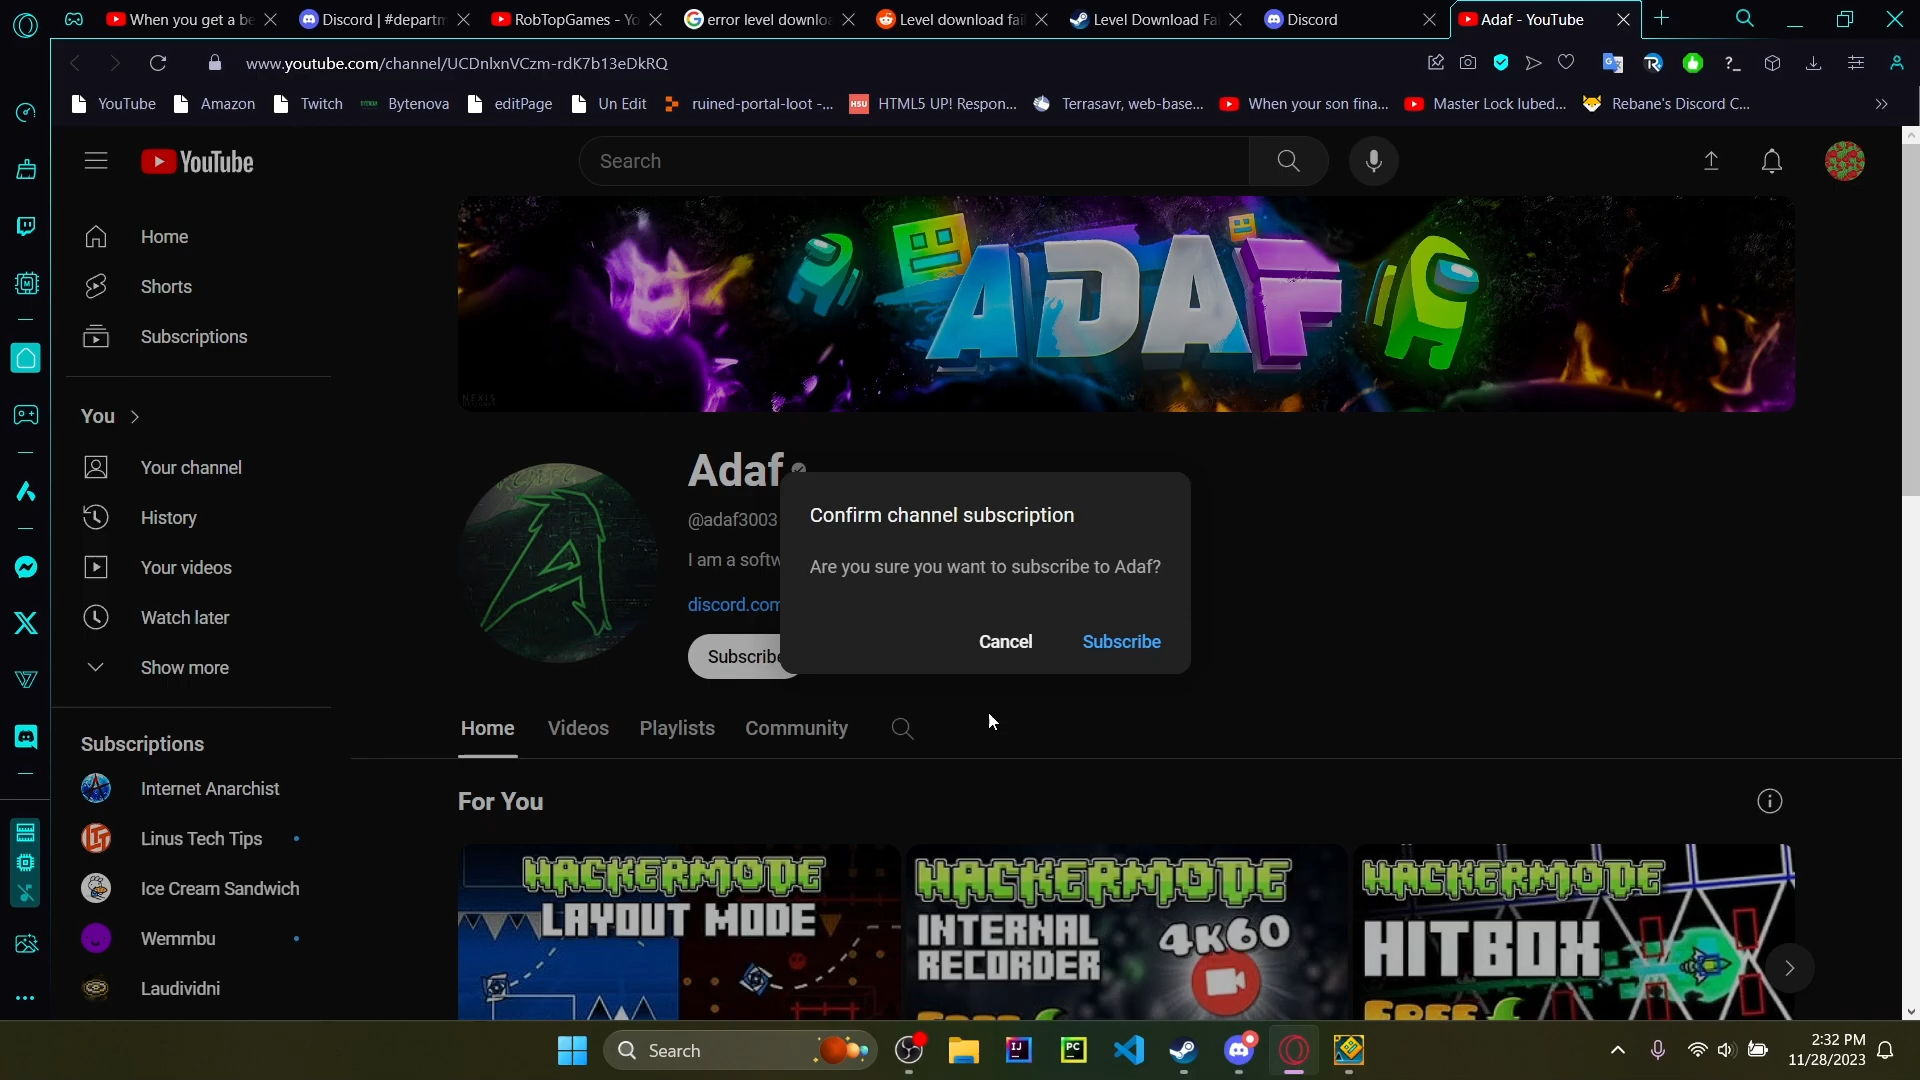 When you get a be
Discord | #departm
RobTopGames - Yo
error level downloa
Level download fai
Level Download Fa
Discord
Adaf - YouTube
www.youtube.com/channel/UCDnlxnVCzm-rdK7b13eDkRQ
YouTube
Amazon
Twitch
Bytenova
editPage
Un Edit
ruined-portal-loot -...
HSU HTML5 UP! Respon...
Terrasavr, web-base...
When your son fina...
Master Lock lubed...
Rebane's Discord C...
YouTube
Search
Home
Shorts
Subscriptions
You
Your channel
History
Your videos
Watch later
Show more
Subscriptions
Internet Anarchist
Linus Tech Tips
Ice Cream Sandwich
Wemmbu
Laudividni
ADAF
Adaf
@adaf3003
I am a softw
discord.com
Subscribe
Confirm channel subscription
Are you sure you want to subscribe to Adaf?
Cancel
Subscribe
Home
Videos
Playlists
Community
For You
HACKERMODE
LAYOUT MODE
HACKERMODE
INTERNAL
RECORDER
4K60
FREE
HACKERMODE
HITBOX
FREE
Search
2:32 PM
11/28/2023